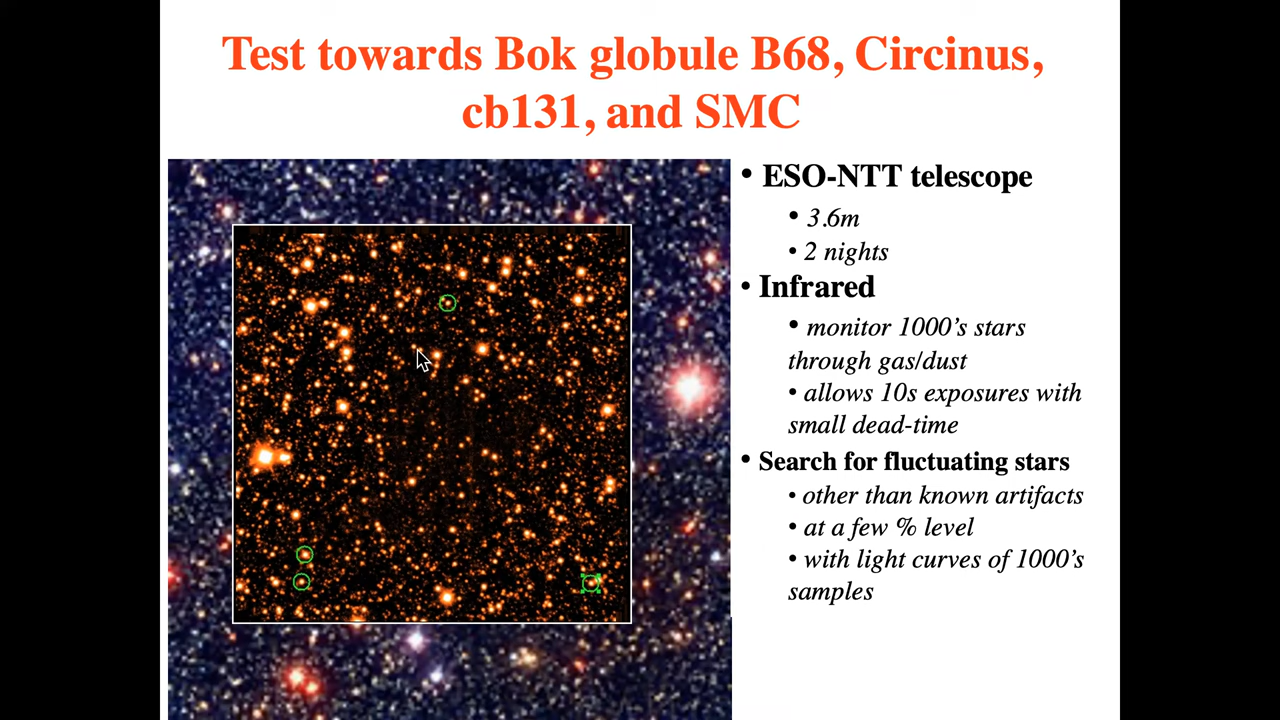 Test towards Bok globule B68, Circinus,
cb131, and SMC
• ESO-NTT telescope
• 3.6m
• 2 nights
• Infrared
• monitor 1000’s stars
through gas/dust
• allows 10s exposures with
small dead-time
• Search for fluctuating stars
• other than known artifacts
• at a few % level
• with light curves of 1000’s
samples